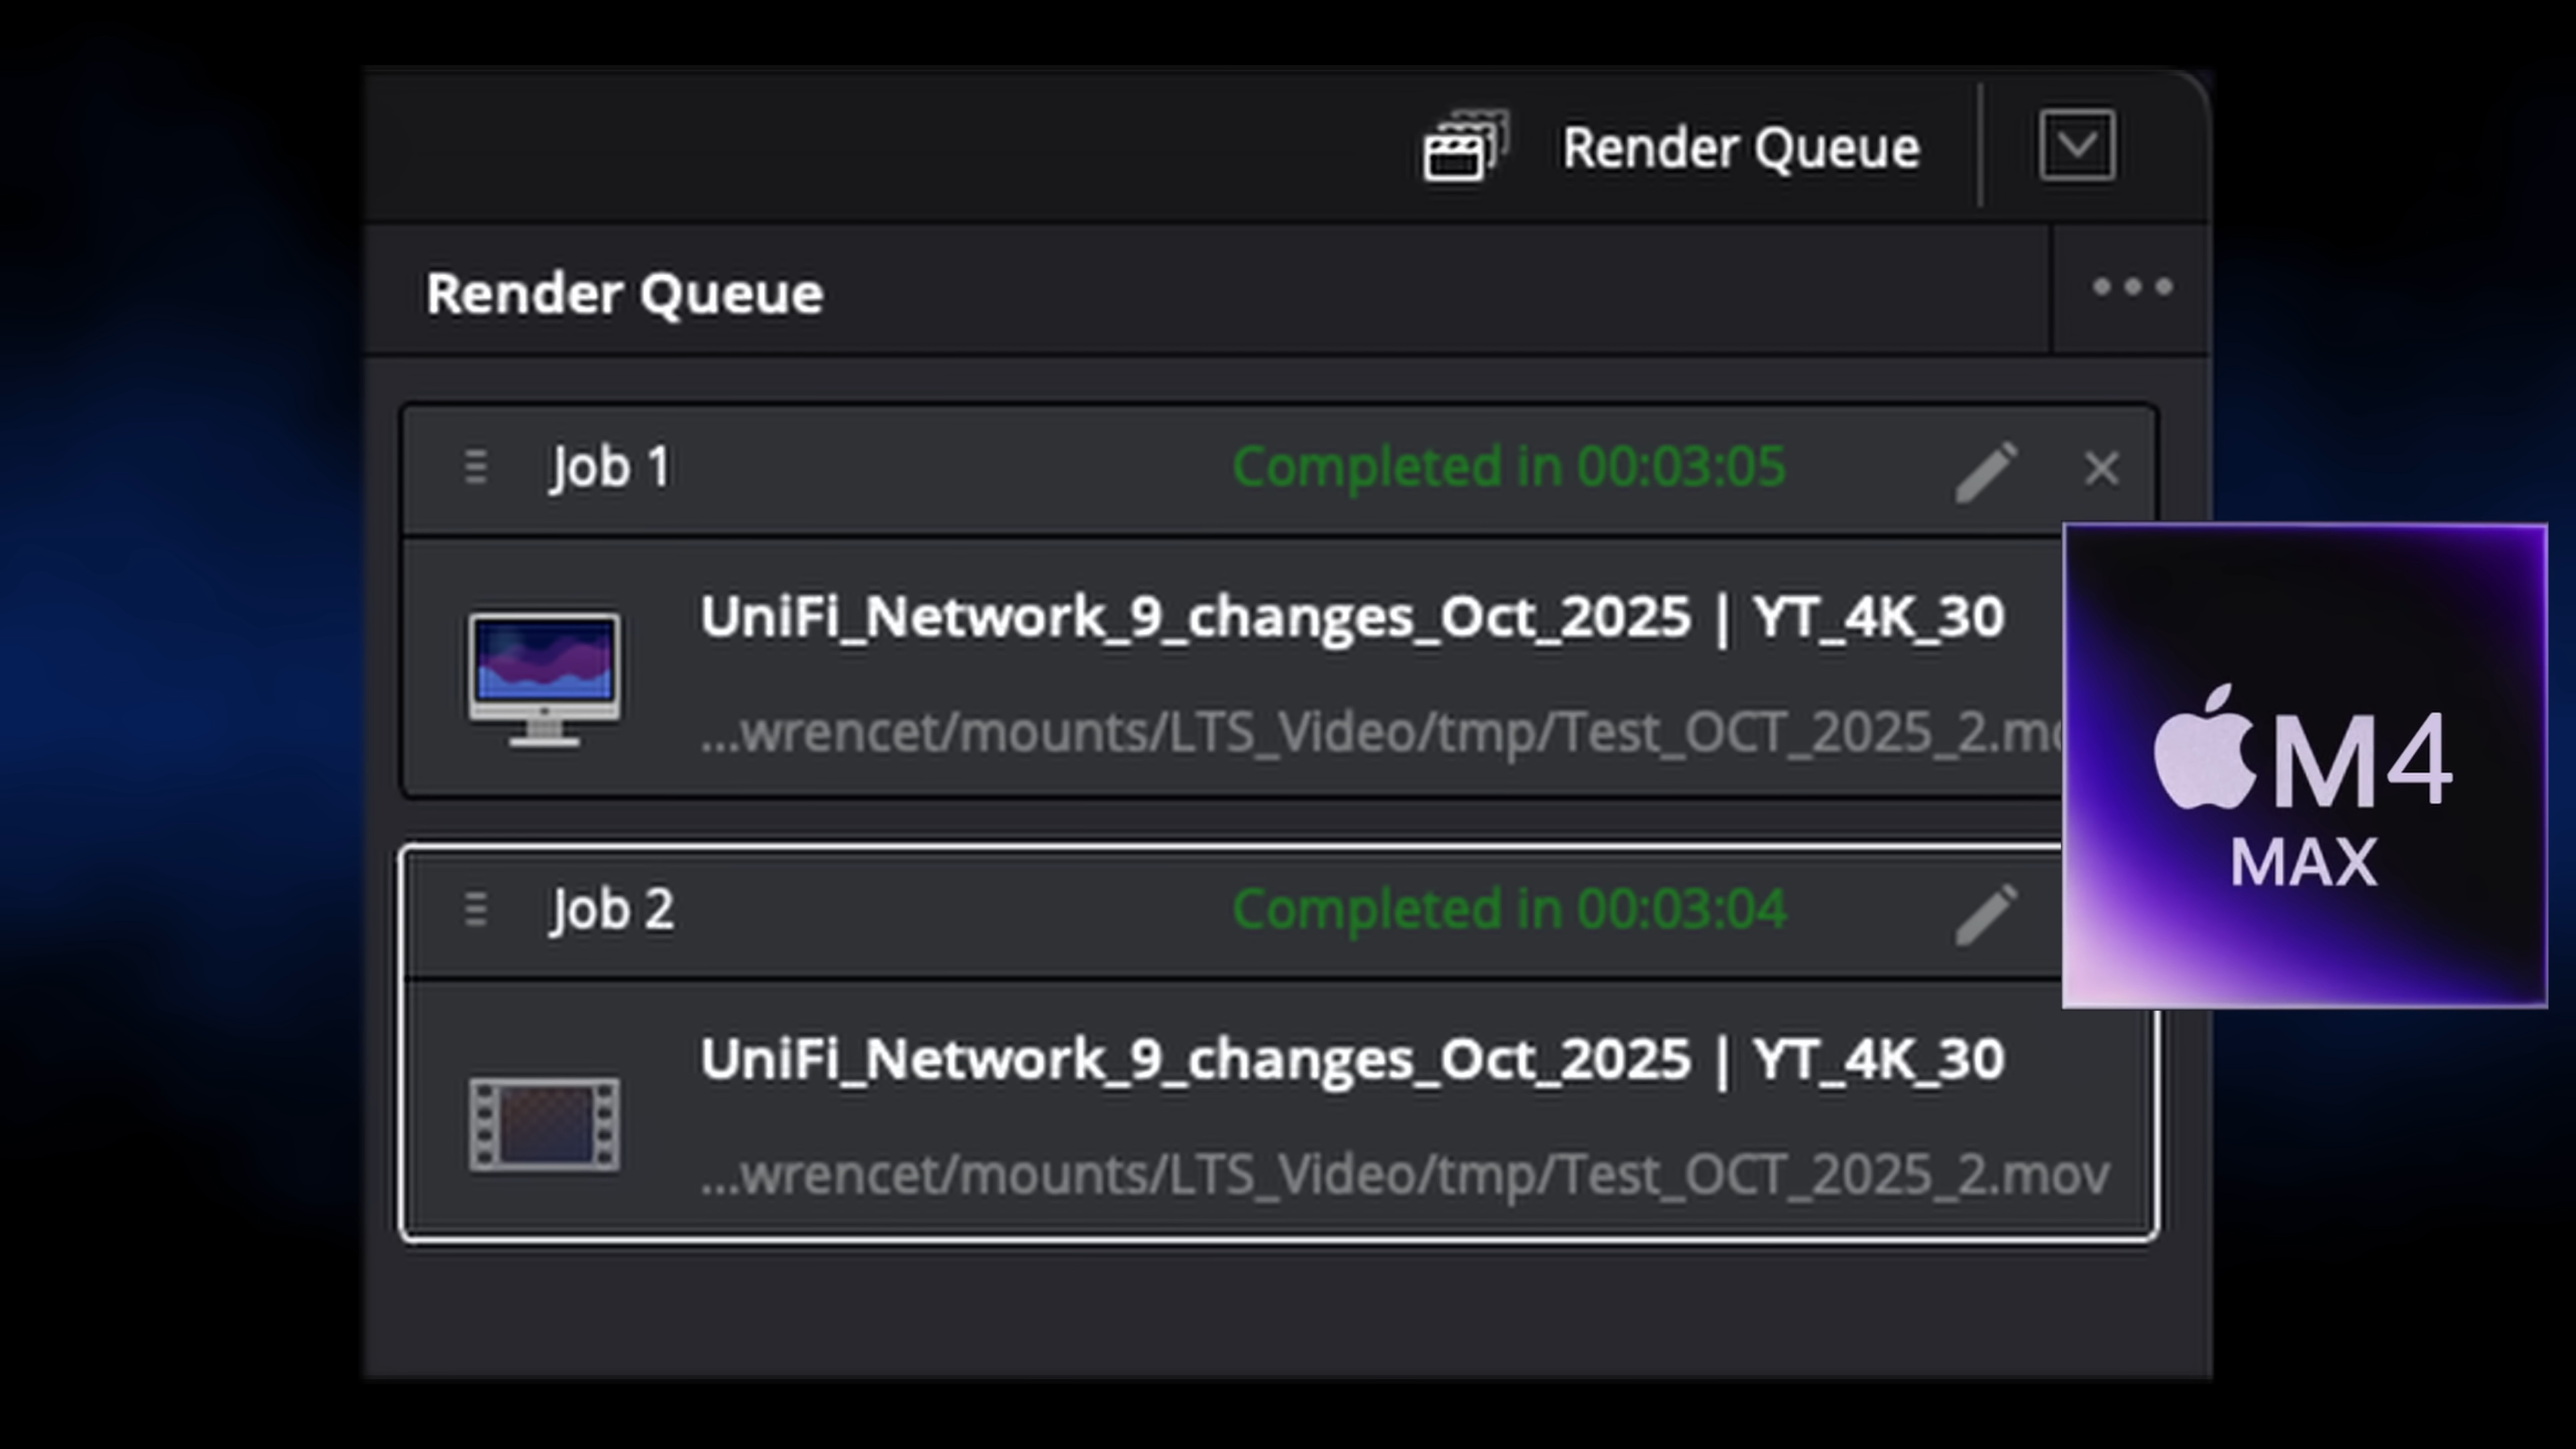 Render Queue
Render Queue
Job 1 Completed in 00:03:05
UniFi_Network_9_changes_Oct_2025 | YT_4K_30
...wrencet/mounts/LTS_Video/tmp/Test_OCT_2025_2.mo
M4
MAX
Job 2 Completed in 00:03:04
UniFi_Network_9_changes_Oct_2025 | YT_4K_30
...wrencet/mounts/LTS_Video/tmp/Test_OCT_2025_2.mov